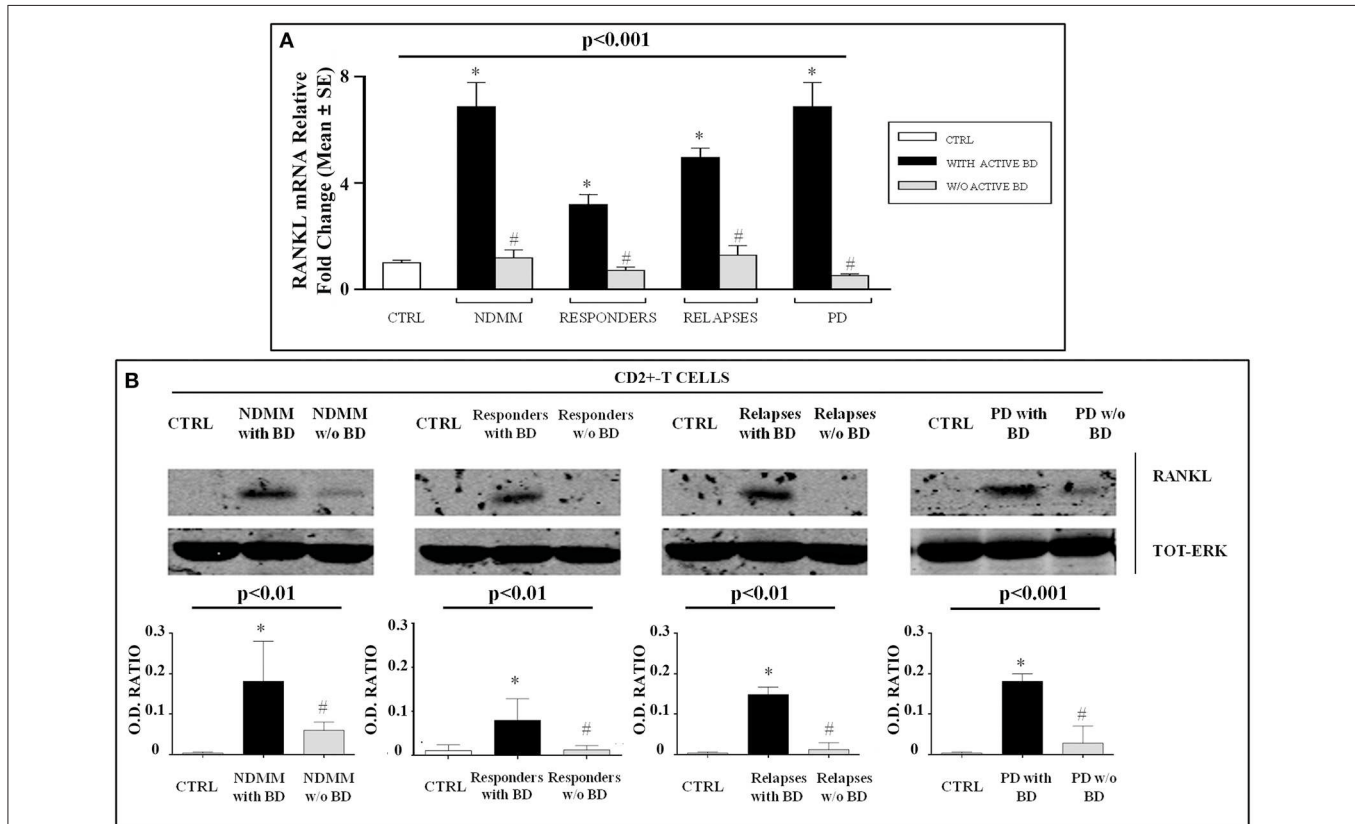 A
p<0.001
RANKL mRNA Relative
Fold Change (Mean ± SE)
8
4
0
*
#
*
#
*
#
*
#
CTRL
NDMM
RESPONDERS
RELAPSES
PD
CTRL
WITH ACTIVE BD
W/O ACTIVE BD
B
CD2+-T CELLS
CTRL
NDMM
with BD
NDMM
w/o BD
CTRL
Responders
with BD
Responders
w/o BD
CTRL
Relapses
with BD
Relapses
w/o BD
CTRL
PD with
BD
PD w/o
BD
RANKL
TOT-ERK
p<0.01
p<0.01
p<0.01
p<0.001
O.D. RATIO
0.3
0.2
0.1
0
*
#
CTRL
NDMM
with BD
NDMM
w/o BD
O.D. RATIO
0.3
0.2
0.1
0
*
#
CTRL
Responders
with BD
Responders
w/o BD
O.D. RATIO
0.3
0.2
0.1
0
*
#
CTRL
Relapses
with BD
Relapses
w/o BD
O.D. RATIO
0.3
0.2
0.1
0
*
#
CTRL
PD with
BD
PD w/o
BD